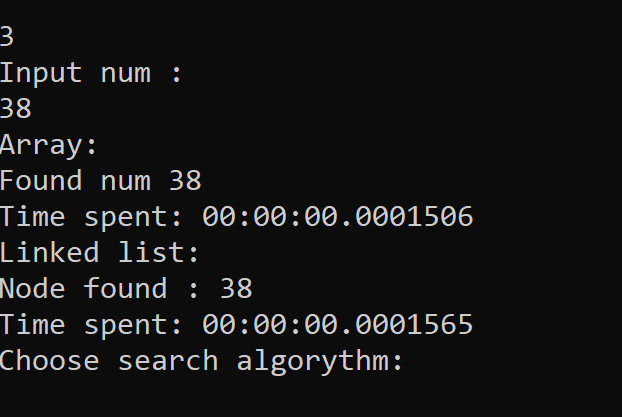 3
Input num :
38
Array:
Found num 38
Time spent: 00:00:00.0001506
Linked list:
Node found : 38
Time spent: 00:00:00.0001565
Choose search algorythm: